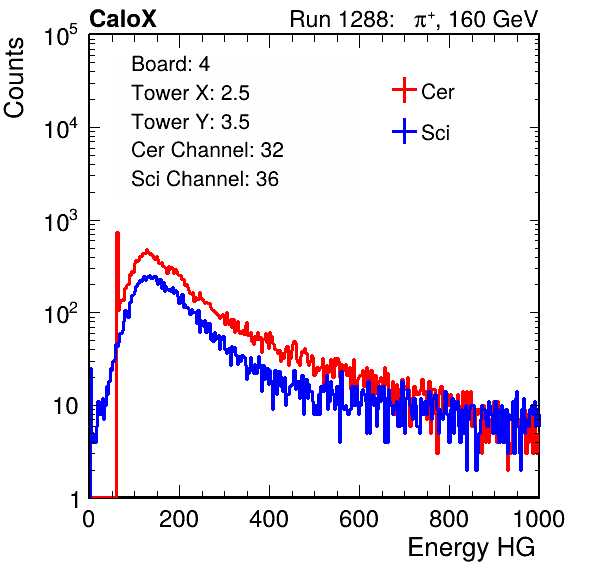 CaloX Run 1288: π⁺, 160 GeV
Counts
10⁵
10⁴
10³
10²
10
1
Board: 4
Tower X: 2.5
Tower Y: 3.5
Cer Channel: 32
Sci Channel: 36
Cer
Sci
0 200 400 600 800 1000
Energy HG